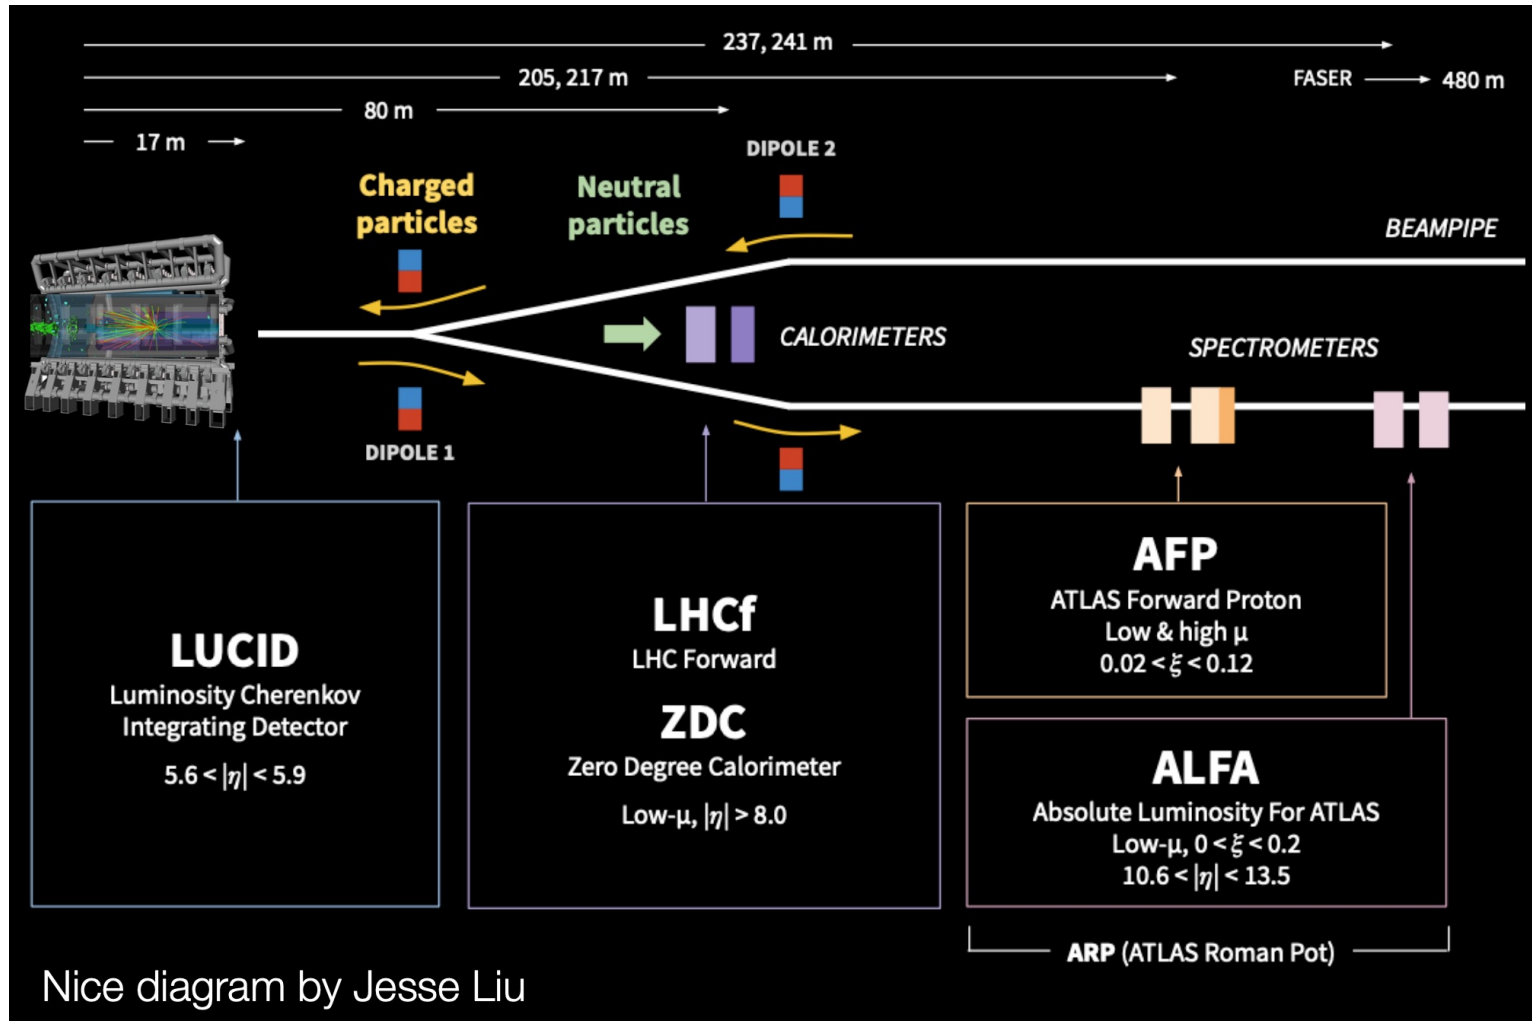 237, 241 m
205, 217 m
FASER
480 m
80 m
17 m
DIPOLE 2
Charged
particles
Neutral
particles
BEAMPIPE
CALORIMETERS
SPECTROMETERS
DIPOLE 1
LUCID
Luminosity Cherenkov
Integrating Detector
5.6 < |η| < 5.9
LHCf
LHC Forward
ZDC
Zero Degree Calorimeter
Low-μ, |η| > 8.0
AFP
ATLAS Forward Proton
Low & high μ
0.02 < ξ < 0.12
ALFA
Absolute Luminosity For ATLAS
Low-μ, 0 < ξ < 0.2
10.6 < |η| < 13.5
ARP (ATLAS Roman Pot)
Nice diagram by Jesse Liu